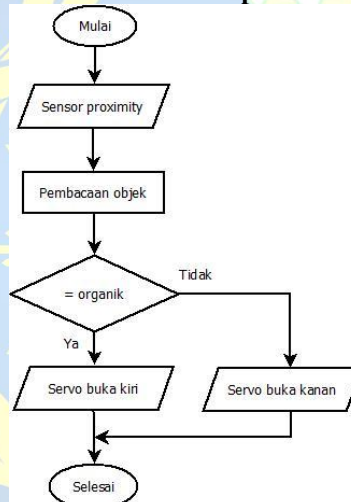 Mulai
Sensor proximity
Pembacaan objek
= organik
Tidak
Ya
Servo buka kiri
Servo buka kanan
Selesai